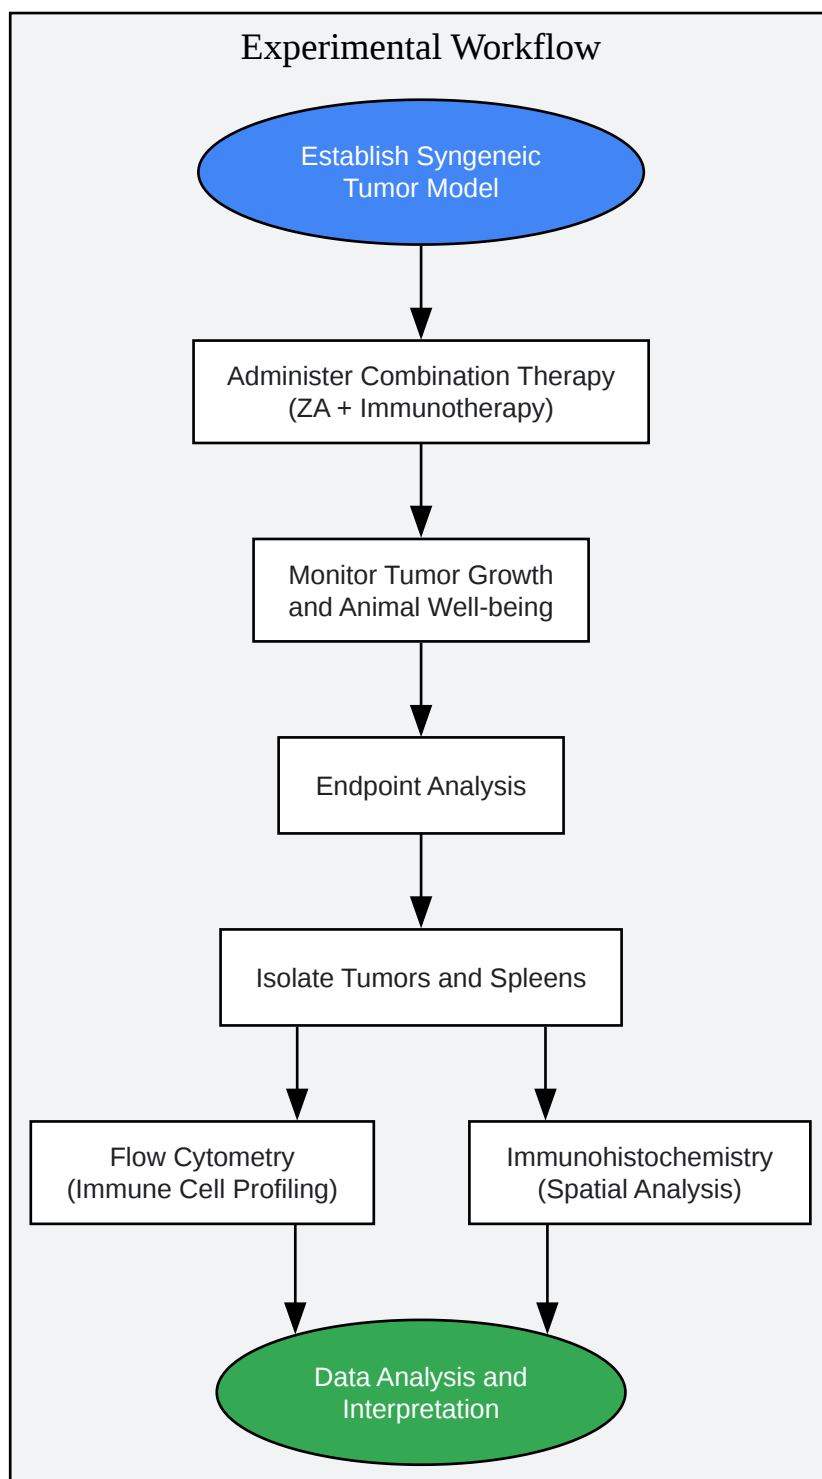 Experimental Workflow
Establish Syngeneic
Tumor Model
Administer Combination Therapy
(ZA + Immunotherapy)
Monitor Tumor Growth
and Animal Well-being
Endpoint Analysis
Isolate Tumors and Spleens
Flow Cytometry
(Immune Cell Profiling)
Immunohistochemistry
(Spatial Analysis)
Data Analysis and
Interpretation